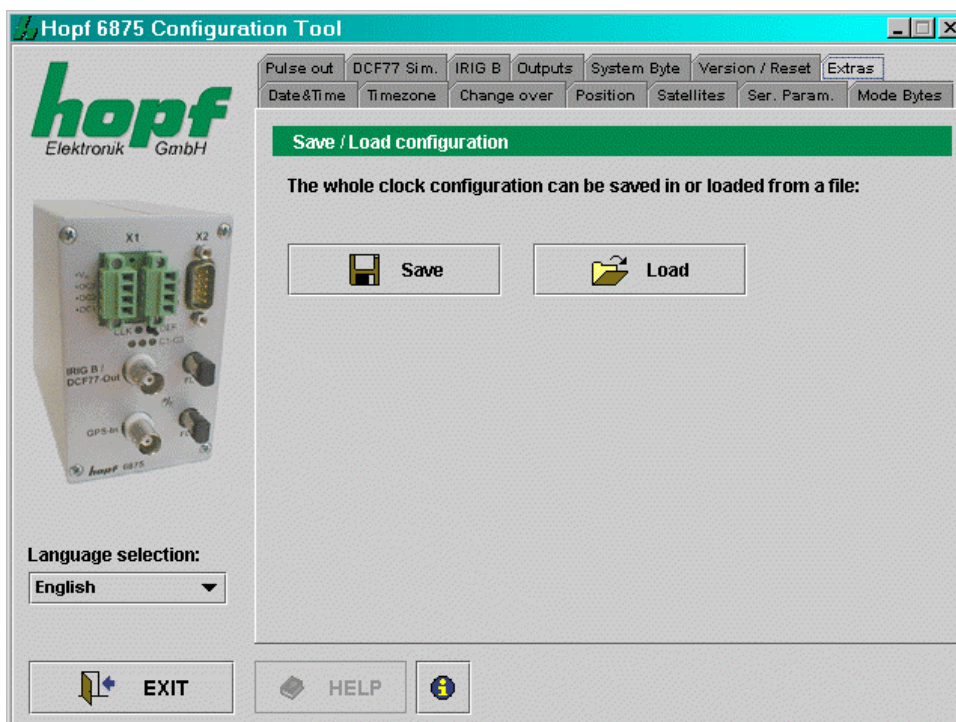 Hopf 6875 Configuration Tool
Pulse out DCF77 Sim. IRIG B Outputs System Byte Version / Reset Extras
Date&Time Timezone Change over Position Satellites Ser. Param. Mode Bytes
hopf
Elektronik GmbH
Save / Load configuration
The whole clock configuration can be saved in or loaded from a file:
Save Load
X1 X2
C1-C3
IRIG B /
DCF77-Out
GPS-In
hopf 6875
Language selection:
English
EXIT HELP